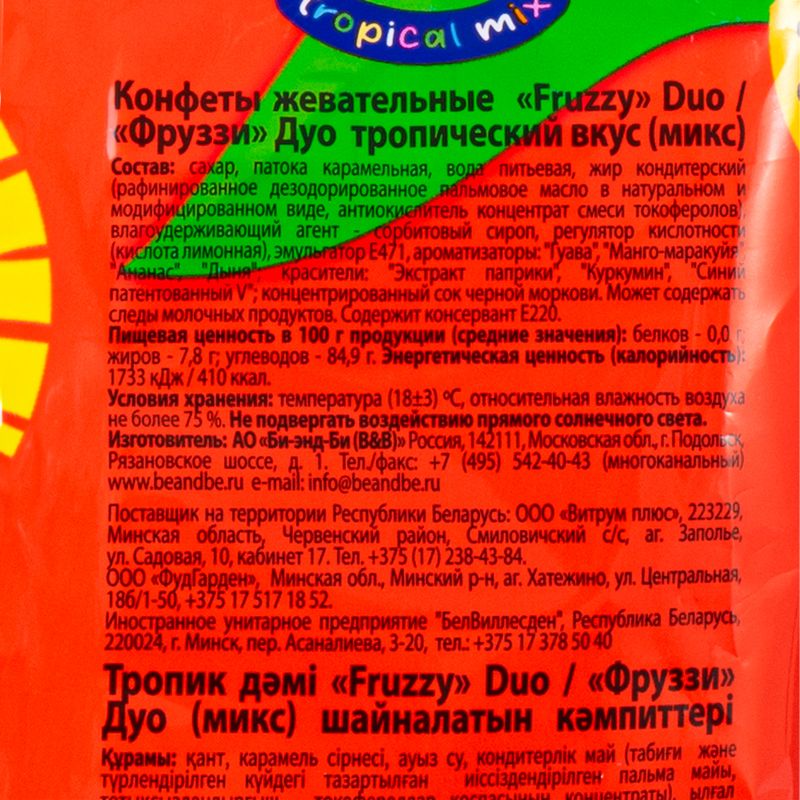 tropical mix
Конфеты жевательные «Fruzzy» Duo /
«Фруззи» Дуо тропический вкус (микс)
Состав: сахар, патока карамельная, вода питьевая, жир кондитерский
(рафинированное дезодорированное пальмовое масло в натуральном и
модифицированном виде, антиокислитель концентрат смеси токоферолов),
влагоудерживающий агент - сорбитовый сироп, регулятор кислотности
(кислота лимонная), эмульгатор Е471, ароматизаторы: "Гуава", "Манго-маракуйя"
"Ананас", "Дыня"; красители: "Экстракт паприки", "Куркумин", "Синий
патентованный V"; концентрированный сок черной моркови. Может содержать
следы молочных продуктов. Содержит консервант Е220.
Пищевая ценность в 100 г продукции (средние значения): белков - 0,0 г;
жиров - 7,8 г; углеводов - 84,9 г. Энергетическая ценность (калорийность):
1733 кДж / 410 ккал.
Условия хранения: температура (18±3) ºС, относительная влажность воздуха
не более 75 %. Не подвергать воздействию прямого солнечного света.
Изготовитель: АО «Би-энд-Би (B&B)» Россия, 142111, Московская обл., г. Подольск,
Рязановское шоссе, д. 1. Тел./факс: +7 (495) 542-40-43 (многоканальный)
www.beandbe.ru e-mail: info@beandbe.ru
Поставщик на территории Республики Беларусь: ООО «Витрум плюс», 223229,
Минская область, Червенский район, Смиловичский с/с, аг. Заполье,
ул. Садовая, 10, кабинет 17. Тел. +375 (17) 238-43-84.
ООО «ФудГарден», Минская обл., Минский р-н, аг. Хатежино, ул. Центральная,
18б/1-50, +375 17 517 18 52.
Иностранное унитарное предприятие "БелВиллесден", Республика Беларусь,
220024, г. Минск, пер. Асаналиева, 3-20, тел.: +375 17 378 50 40
Тропик дәмі «Fruzzy» Duo / «Фруззи»
Дуо (микс) шайналатын кәмпиттері
Құрамы: қант, карамель сірнесі, ауыз су, кондитерлік май (табиғи және
түрлендірілген күйдегі тазартылған иіссіздендірілген пальма майы,
тотықсыздандырғыш токофероллар қоспасының концентраты), ылғал